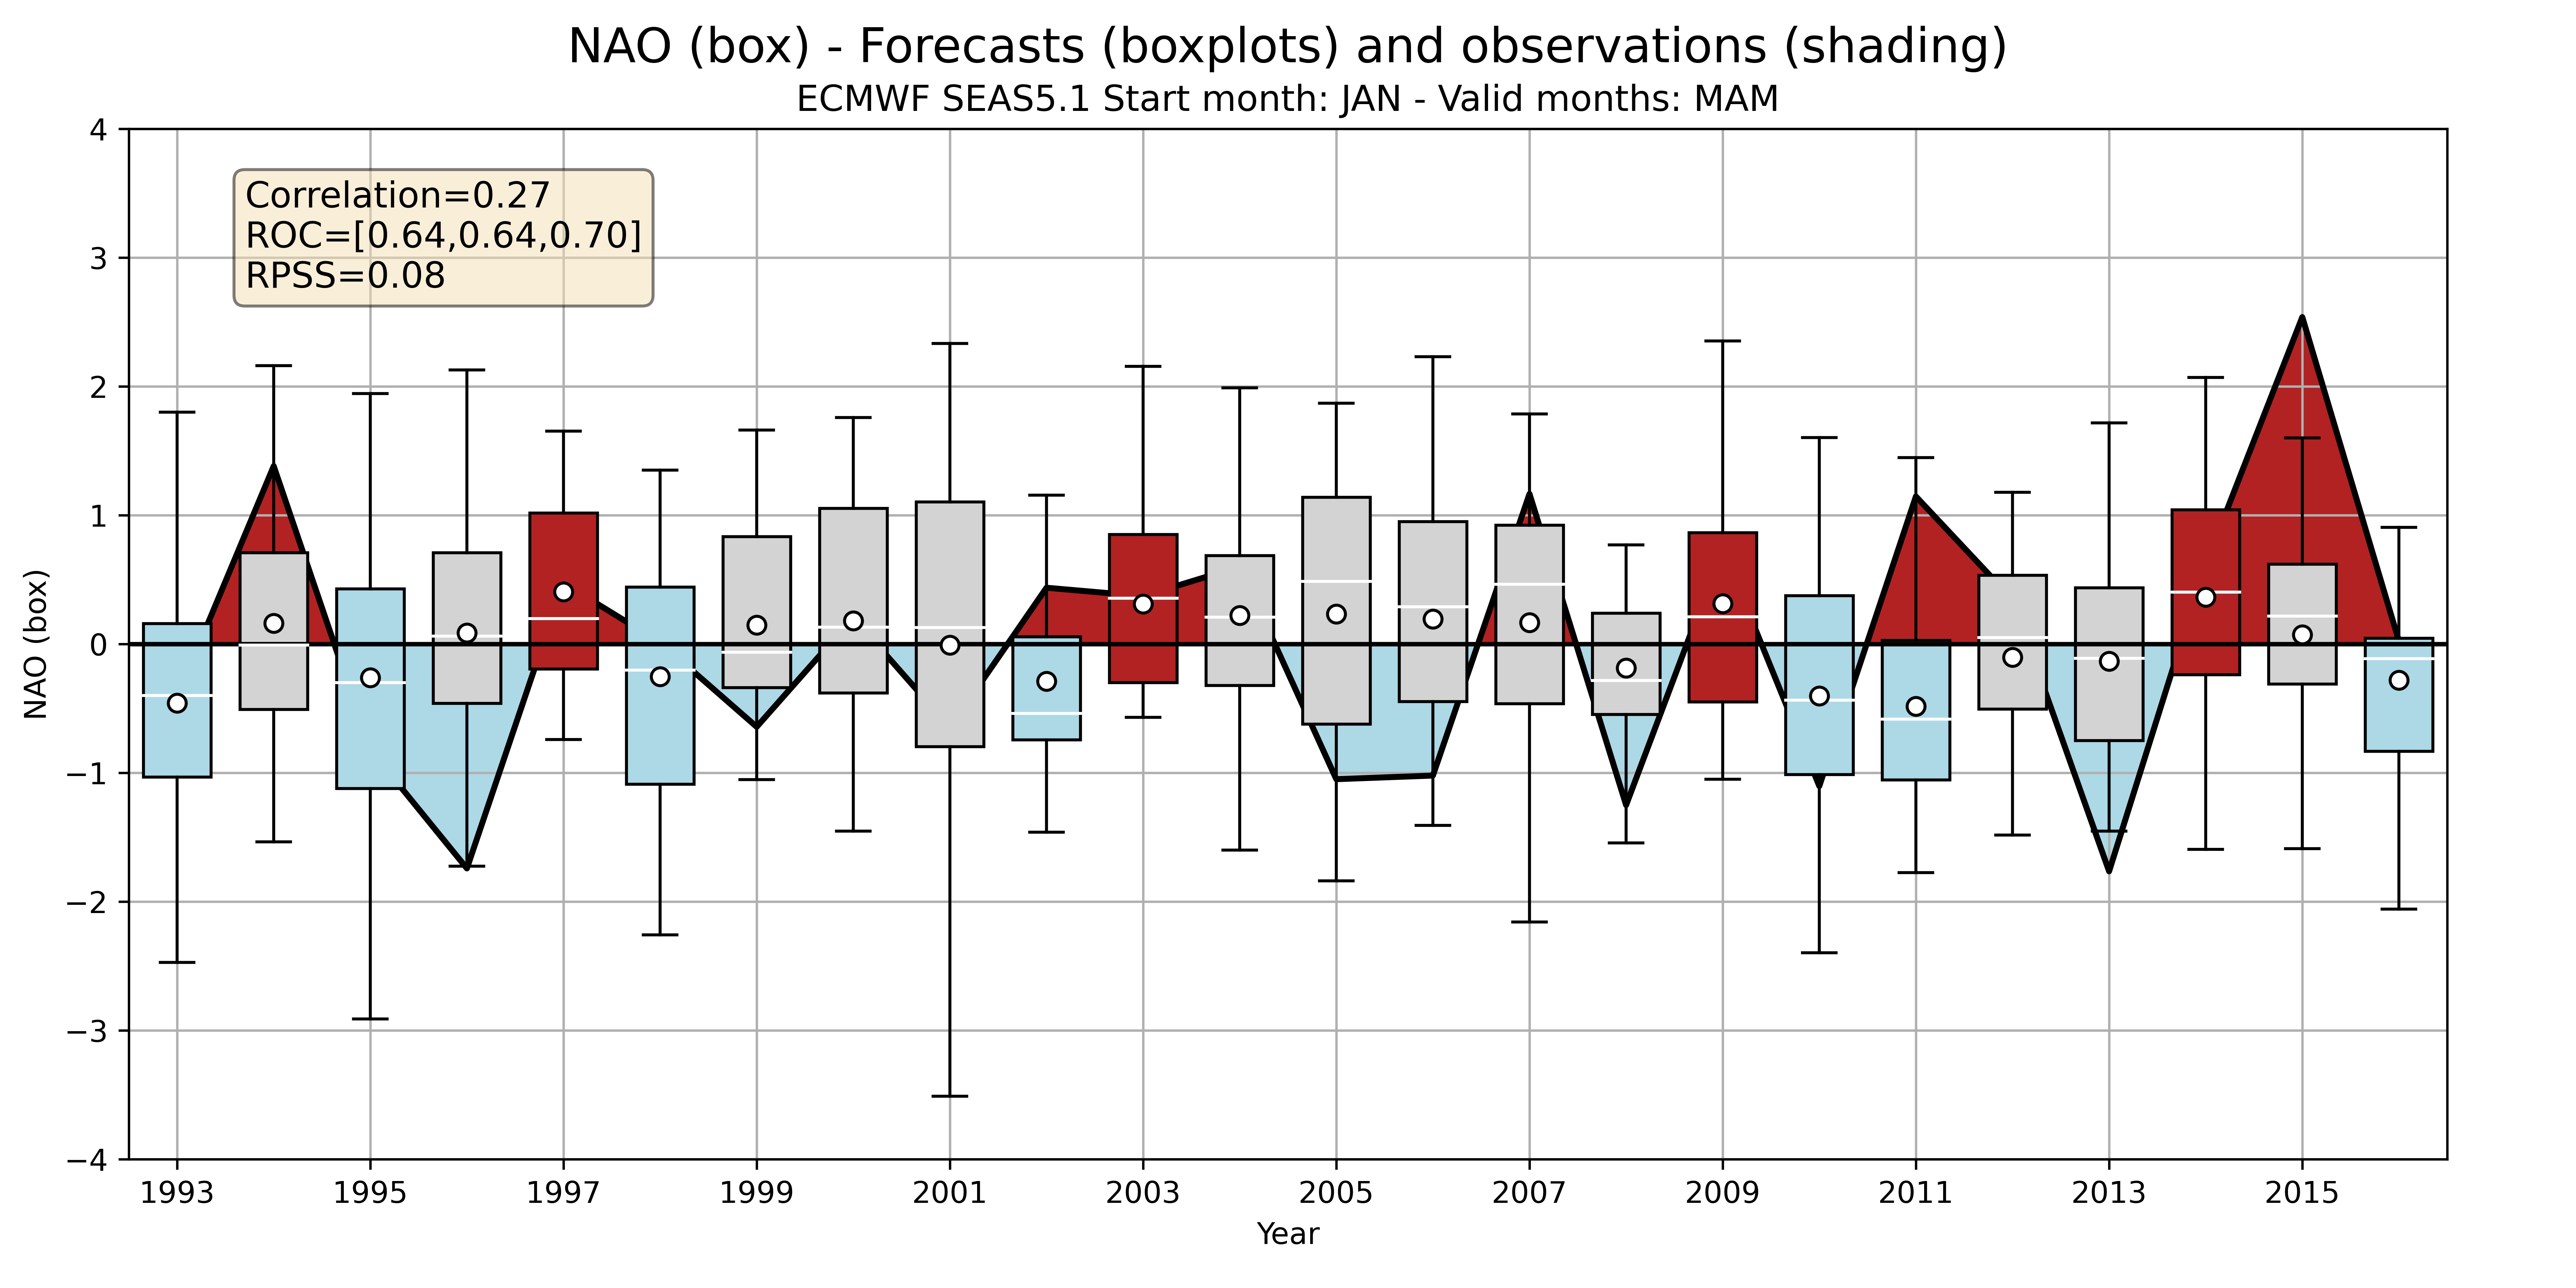 NAO (box) - Forecasts (boxplots) and observations (shading)
ECMWF SEAS5.1 Start month: JAN - Valid months: MAM
Correlation=0.27
ROC=[0.64,0.64,0.70]
RPSS=0.08
NAO (box)
4
3
2
1
0
−1
−2
−3
−4
1993 1995 1997 1999 2001 2003 2005 2007 2009 2011 2013 2015
Year